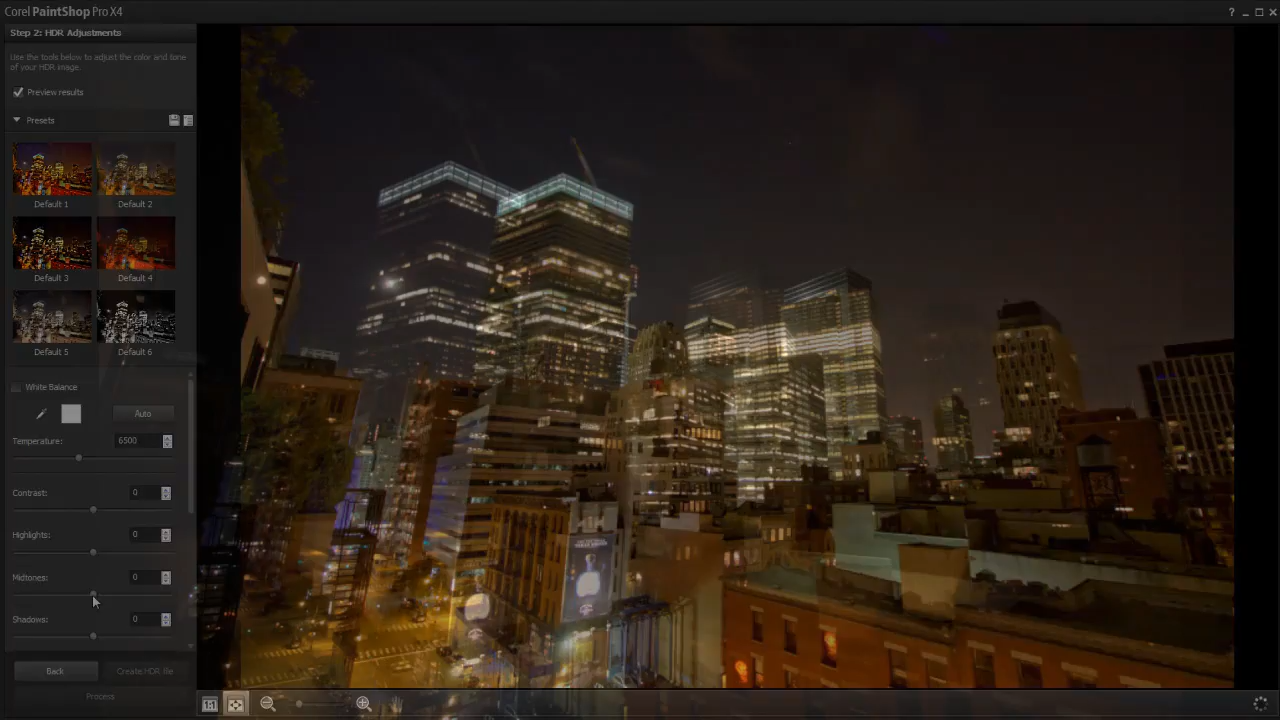 Corel PaintShop Pro X4
Step 2: HDR Adjustments
Use the tools below to adjust the color and tone
of your HDR image.
Preview results
Presets
Default 1
Default 2
Default 3
Default 4
Default 5
Default 6
White Balance
Auto
Temperature: 6500
Contrast: 0
Highlights: 0
Midtones: 0
Shadows: 0
Back
Create HDR file
Process
1:1